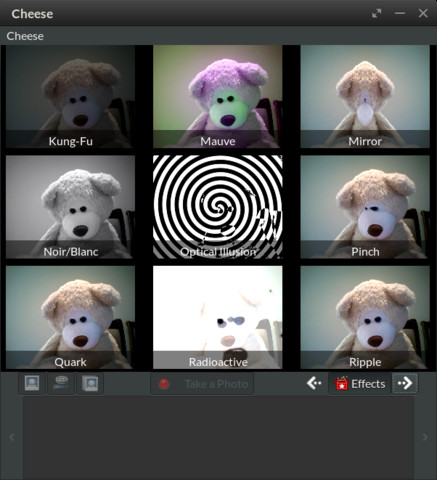 Cheese
Cheese
Kung-Fu
Mauve
Mirror
Noir/Blanc
Optical Illusion
Pinch
Quark
Radioactive
Ripple
Take a Photo
Effects